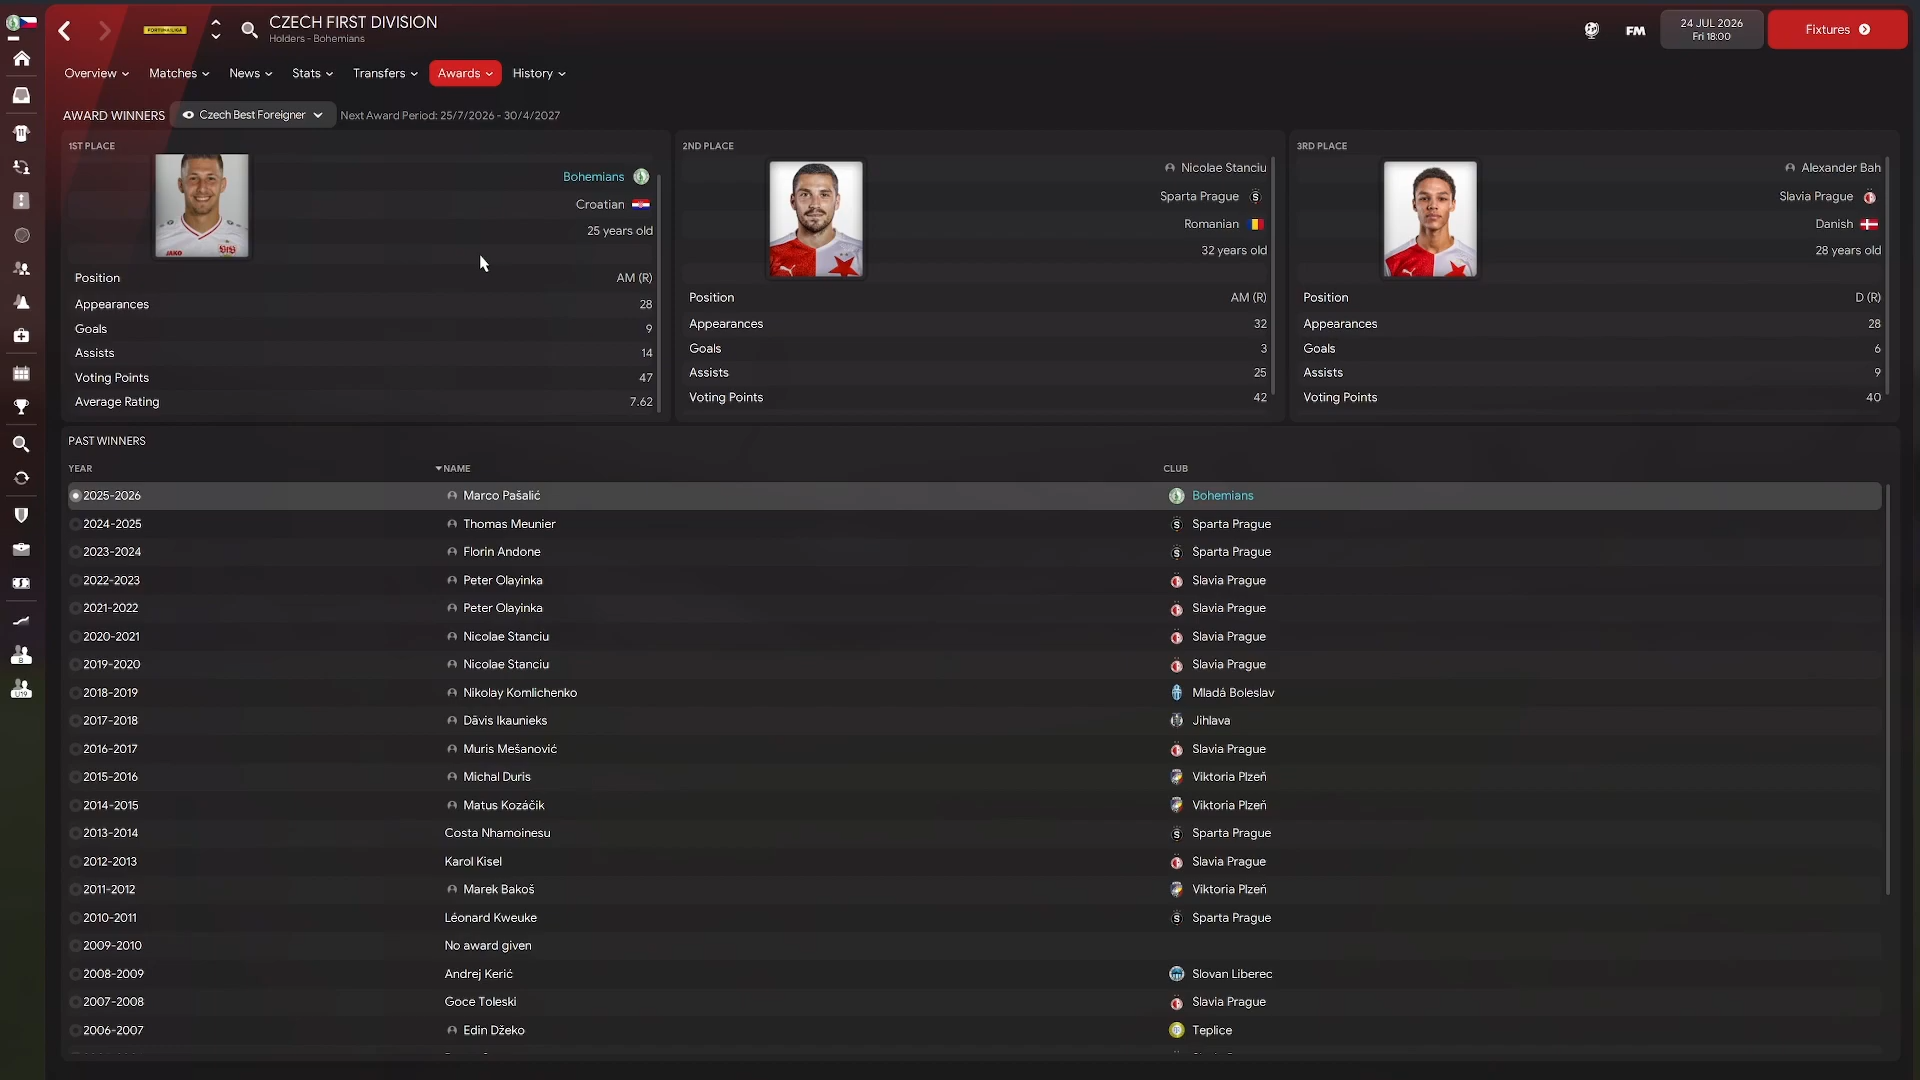 CZECH FIRST DIVISION
Holders - Bohemians
FM
24 JUL 2026
Fri 18:00
Fixtures
Overview
Matches
News
Stats
Transfers
Awards
History
AWARD WINNERS
Czech Best Foreigner
Next Award Period: 25/7/2026 - 30/4/2027
1ST PLACE
Bohemians
Croatian
25 years old
Position AM (R)
Appearances 28
Goals 9
Assists 14
Voting Points 47
Average Rating 7.62
2ND PLACE
Nicolae Stanciu
Sparta Prague
Romanian
32 years old
Position AM (R)
Appearances 32
Goals 3
Assists 25
Voting Points 42
3RD PLACE
Alexander Bah
Slavia Prague
Danish
28 years old
Position D (R)
Appearances 28
Goals 6
Assists 9
Voting Points 40
PAST WINNERS
YEAR NAME CLUB
2025-2026 Marco Pašalić Bohemians
2024-2025 Thomas Meunier Sparta Prague
2023-2024 Florin Andone Sparta Prague
2022-2023 Peter Olayinka Slavia Prague
2021-2022 Peter Olayinka Slavia Prague
2020-2021 Nicolae Stanciu Slavia Prague
2019-2020 Nicolae Stanciu Slavia Prague
2018-2019 Nikolay Komlichenko Mladá Boleslav
2017-2018 Dāvis Ikaunieks Jihlava
2016-2017 Muris Mešanović Slavia Prague
2015-2016 Michal Duris Viktoria Plzeň
2014-2015 Matus Kozáčik Viktoria Plzeň
2013-2014 Costa Nhamoinesu Sparta Prague
2012-2013 Karol Kisel Slavia Prague
2011-2012 Marek Bakoš Viktoria Plzeň
2010-2011 Léonard Kweuke Sparta Prague
2009-2010 No award given
2008-2009 Andrej Kerić Slovan Liberec
2007-2008 Goce Toleski Slavia Prague
2006-2007 Edin Džeko Teplice